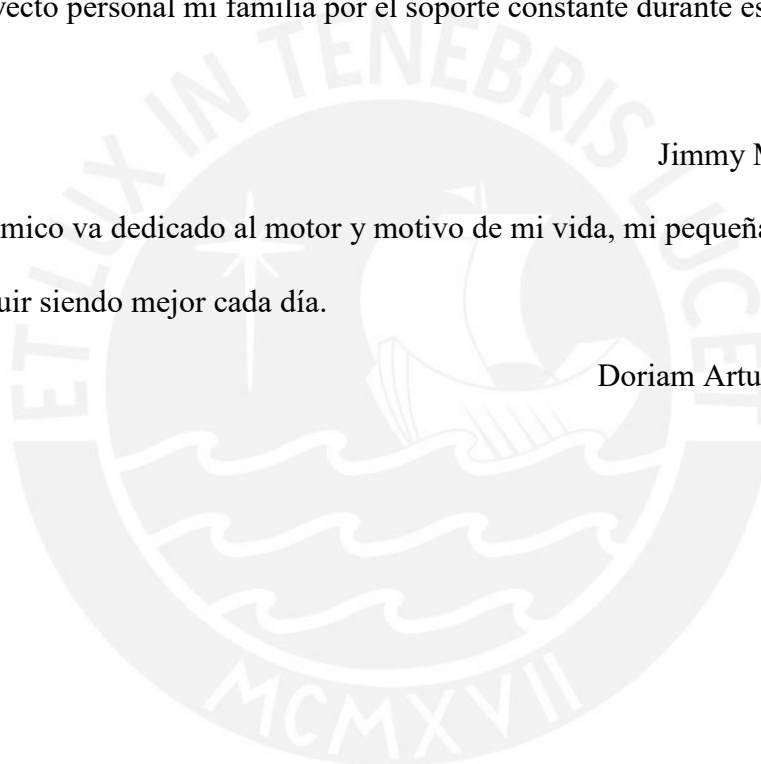 yecto personal mi familia por el soporte constante durante es
Jimmy M
mico va dedicado al motor y motivo de mi vida, mi pequeña
uir siendo mejor cada día.
Doriam Artu
ET LUX IN TENEBRIS LUCET
MCMXVII